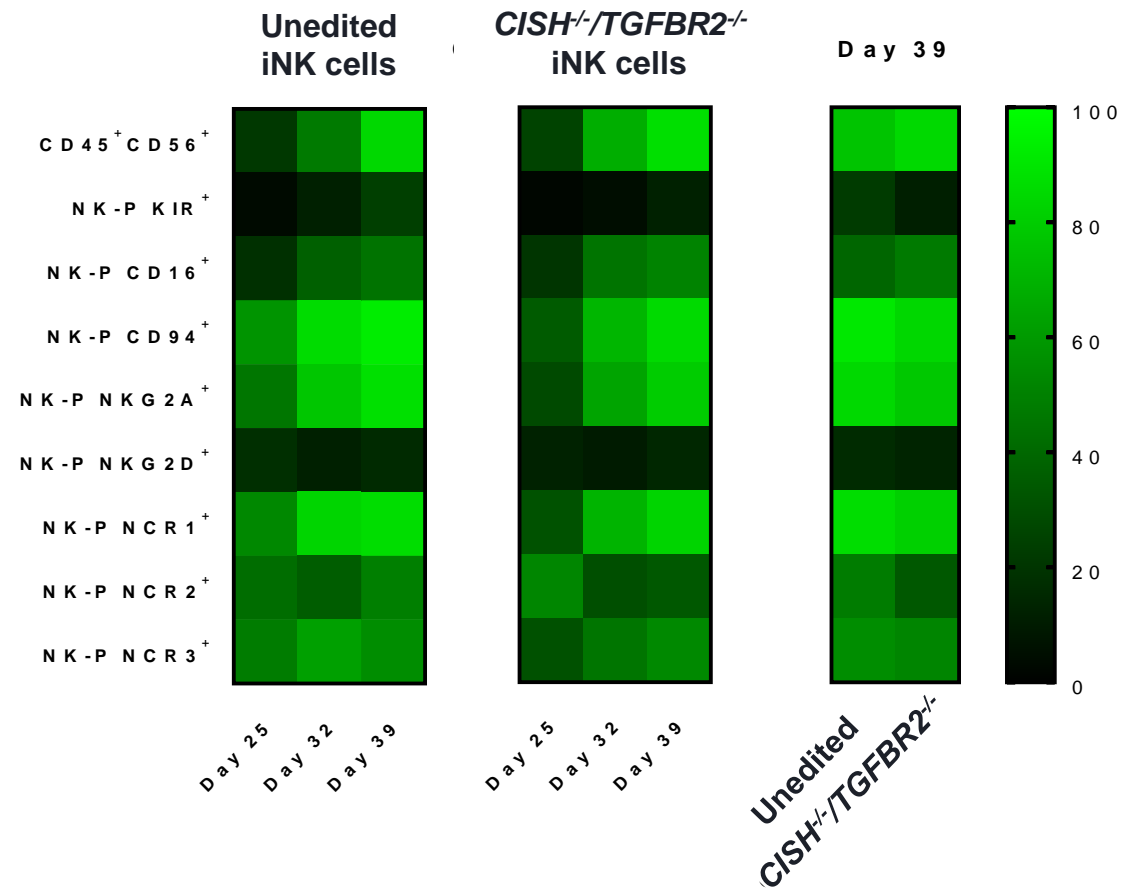 Unedited
iNK cells
CISH-/-/TGFBR2-/-
iNK cells
Day 39
CD45+CD56+
NK-P KIR+
NK-P CD16+
NK-P CD94+
NK-P NKG2A+
NK-P NKG2D+
NK-P NCR1+
NK-P NCR2+
NK-P NCR3+
Day 25
Day 32
Day 39
Day 25
Day 32
Day 39
Unedited
CISH-/-/TGFBR2-/-
100
80
60
40
20
0